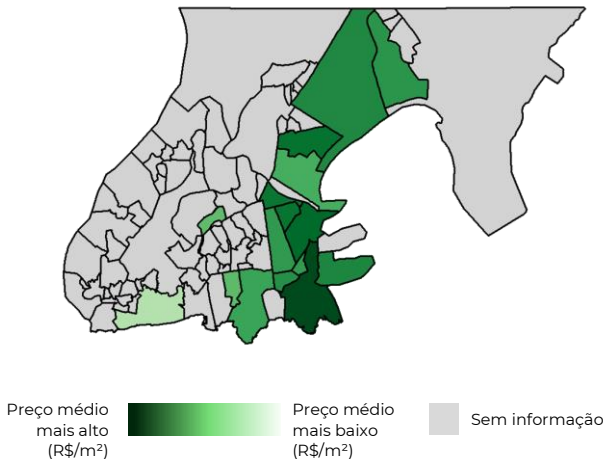 Preço médio
mais alto
(R$/m²)
Preço médio
mais baixo
(R$/m²)
Sem informação